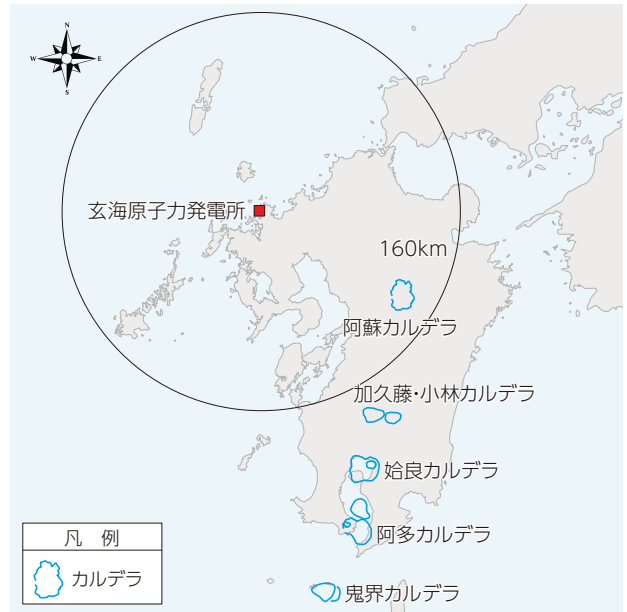 N
W E
S
玄海原子力発電所
160km
阿蘇カルデラ
加久藤・小林カルデラ
姶良カルデラ
阿多カルデラ
鬼界カルデラ
凡 例
カルデラ